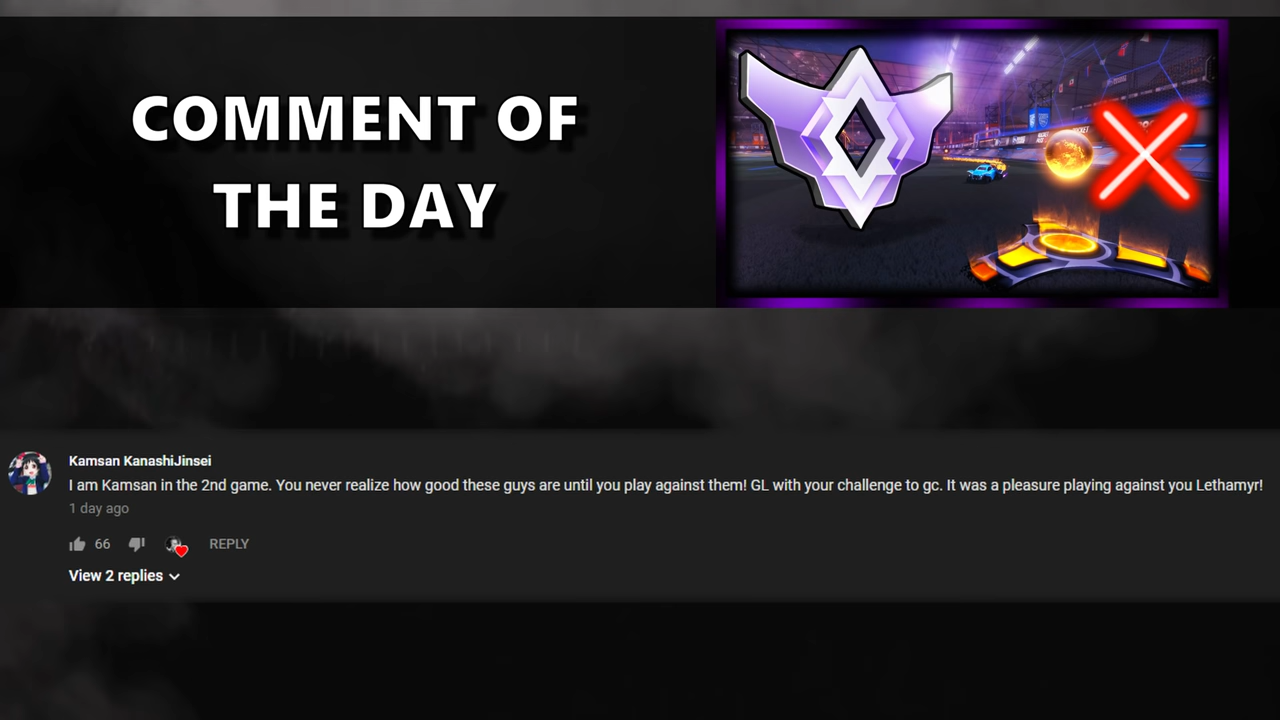 COMMENT OF
THE DAY
Kamsan KanashiJinsei
I am Kamsan in the 2nd game. You never realize how good these guys are until you play against them! GL with your challenge to gc. It was a pleasure playing against you Lethamyr!
1 day ago
66
REPLY
View 2 replies